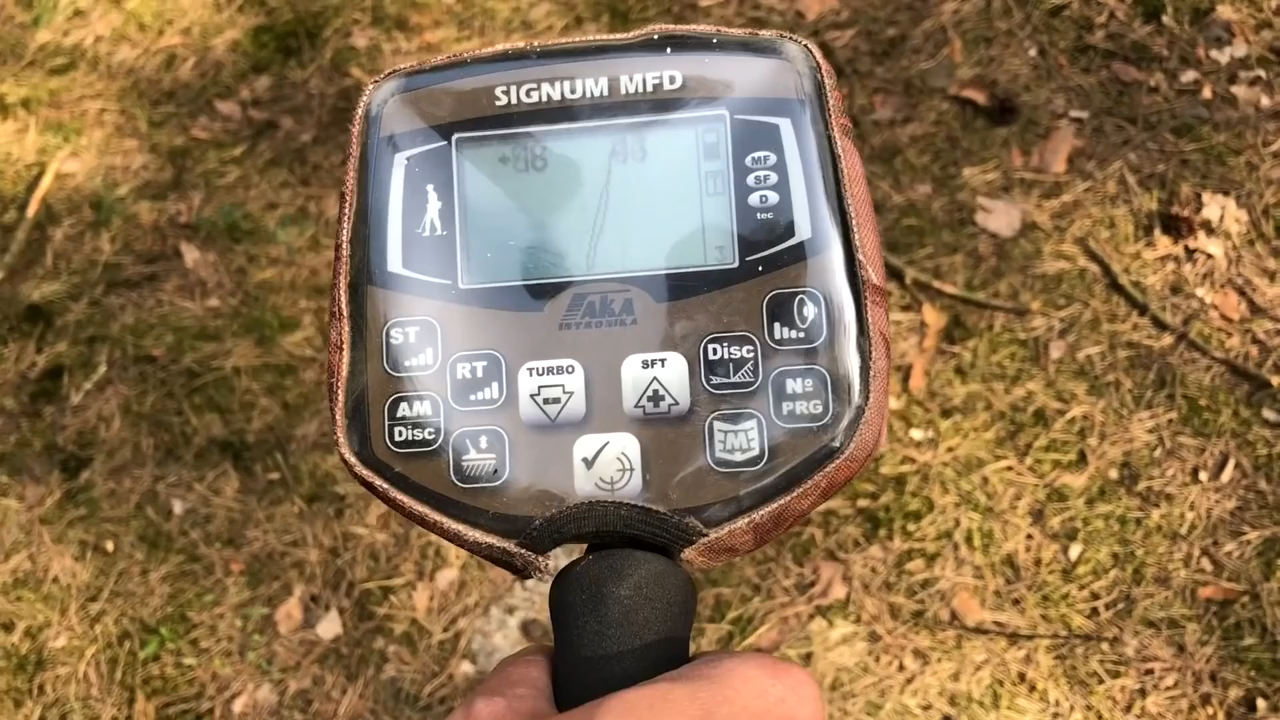 SIGNUM MFD
MF
SF
D
tec
AKA
INTRONIKA
ST
RT
TURBO
SFT
Disc
AM
Disc
Nº
PRG
M